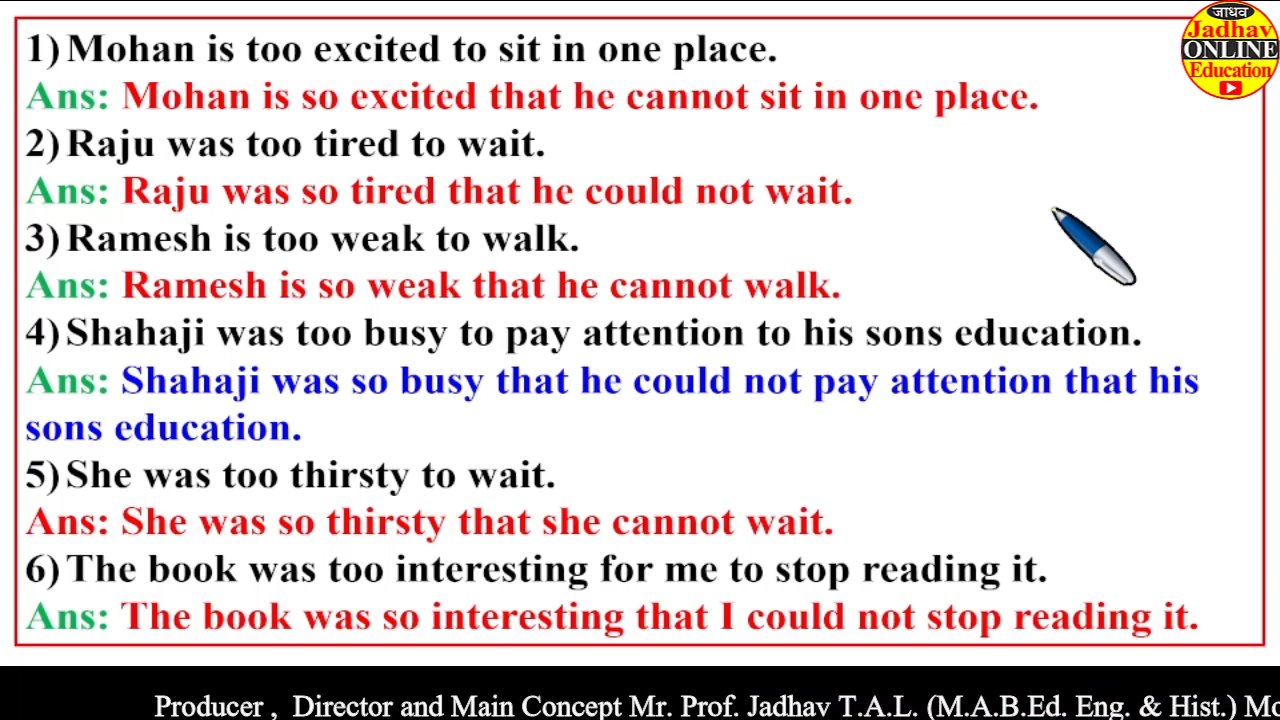 1) Mohan is too excited to sit in one place.
Ans: Mohan is so excited that he cannot sit in one place.
2) Raju was too tired to wait.
Ans: Raju was so tired that he could not wait.
3) Ramesh is too weak to walk.
Ans: Ramesh is so weak that he cannot walk.
4) Shahaji was too busy to pay attention to his sons education.
Ans: Shahaji was so busy that he could not pay attention that his
sons education.
5) She was too thirsty to wait.
Ans: She was so thirsty that she cannot wait.
6) The book was too interesting for me to stop reading it.
Ans: The book was so interesting that I could not stop reading it.
जाधव
Jadhav
ONLINE
Education
Producer , Director and Main Concept Mr. Prof. Jadhav T.A.L. (M.A.B.Ed. Eng. & Hist.)